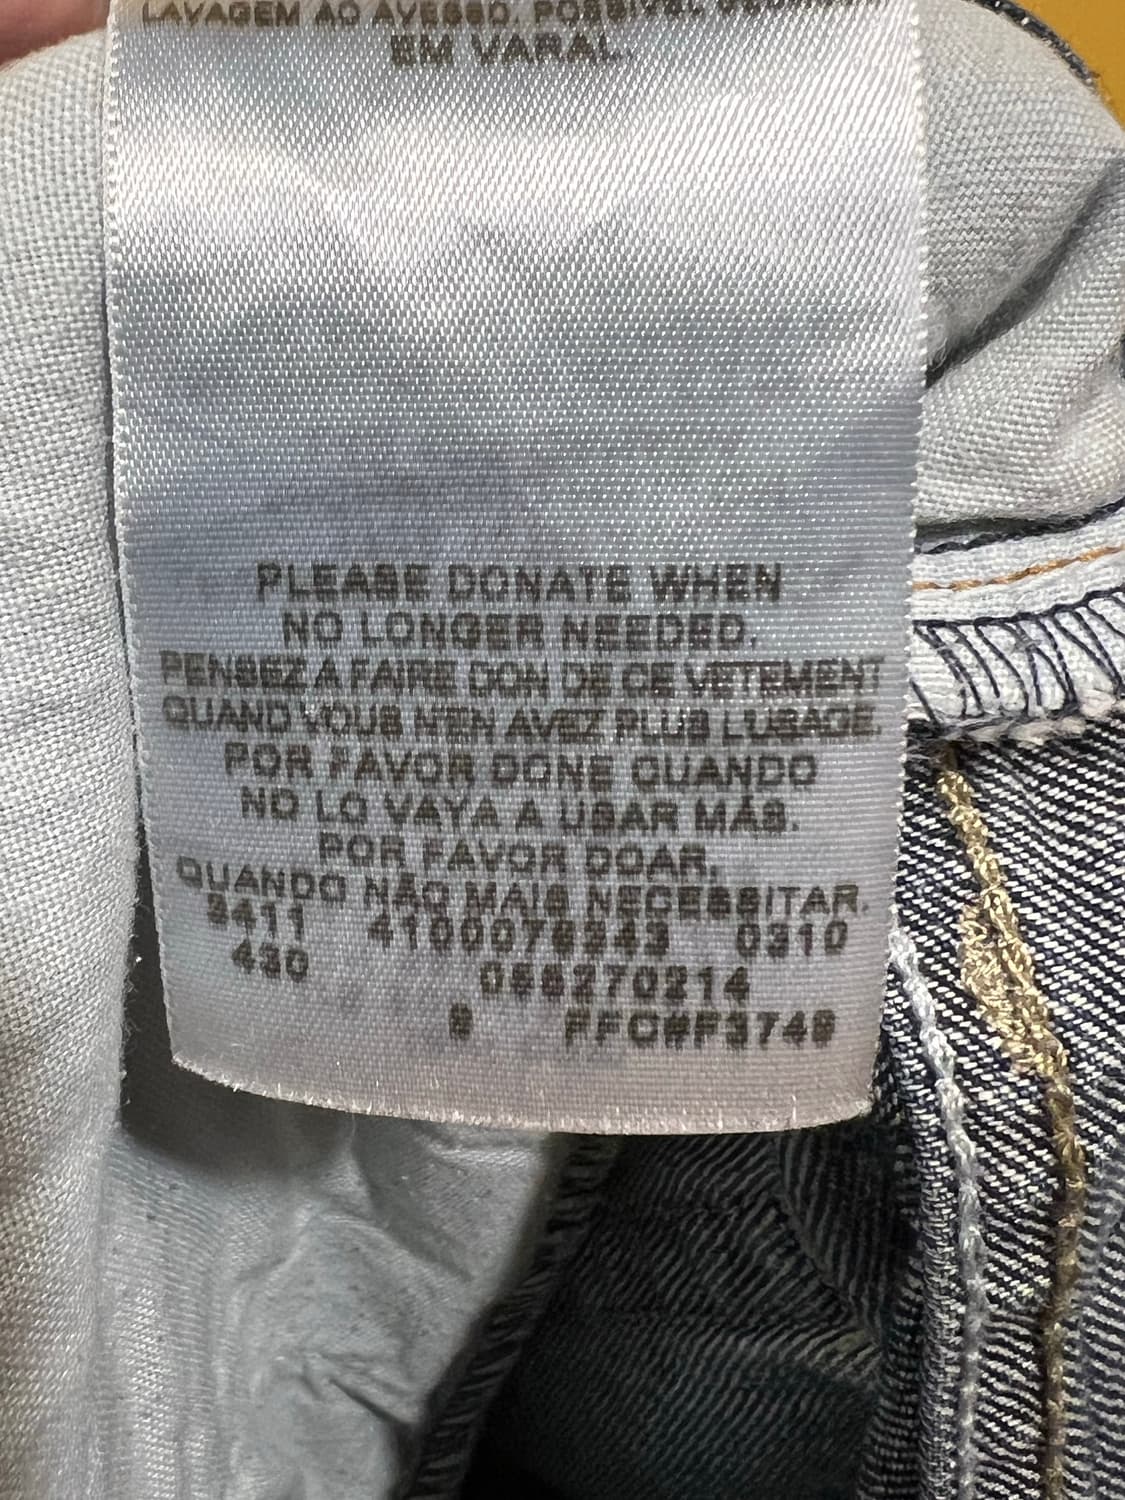 LAVAGEM AO AVESSO. POSSÍVEL
EM VARAL.
PLEASE DONATE WHEN
NO LONGER NEEDED.
PENSEZ A FAIRE DON DE CE VETEMENT
QUAND VOUS N'EN AVEZ PLUS L'USAGE.
POR FAVOR DONE CUANDO
NO LO VAYA A USAR MÁS.
POR FAVOR DOAR,
QUANDO NÃO MAIS NECESSITAR.
3411 0310
430
FFC#F3749